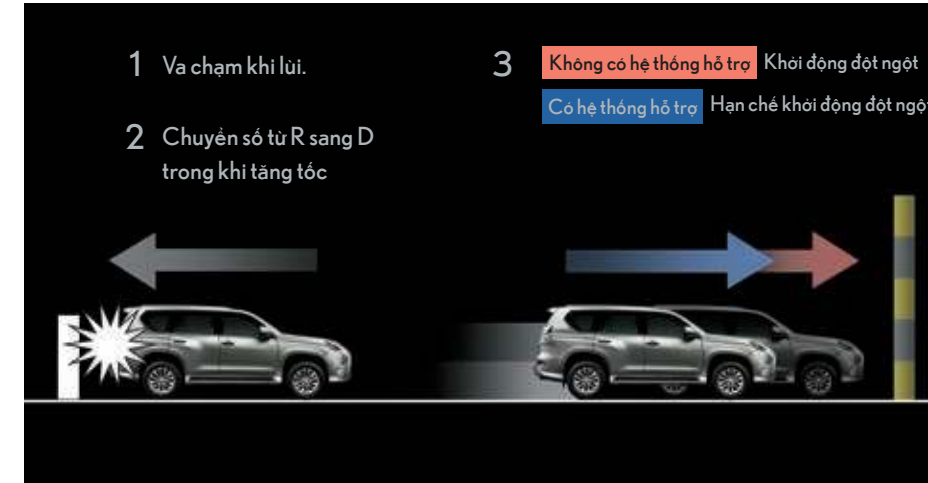 1 Va chạm khi lùi.
2 Chuyển số từ R sang D
trong khi tăng tốc
3 Không có hệ thống hỗ trợ Khởi động đột ngột
Có hệ thống hỗ trợ Hạn chế khởi động đột ngột